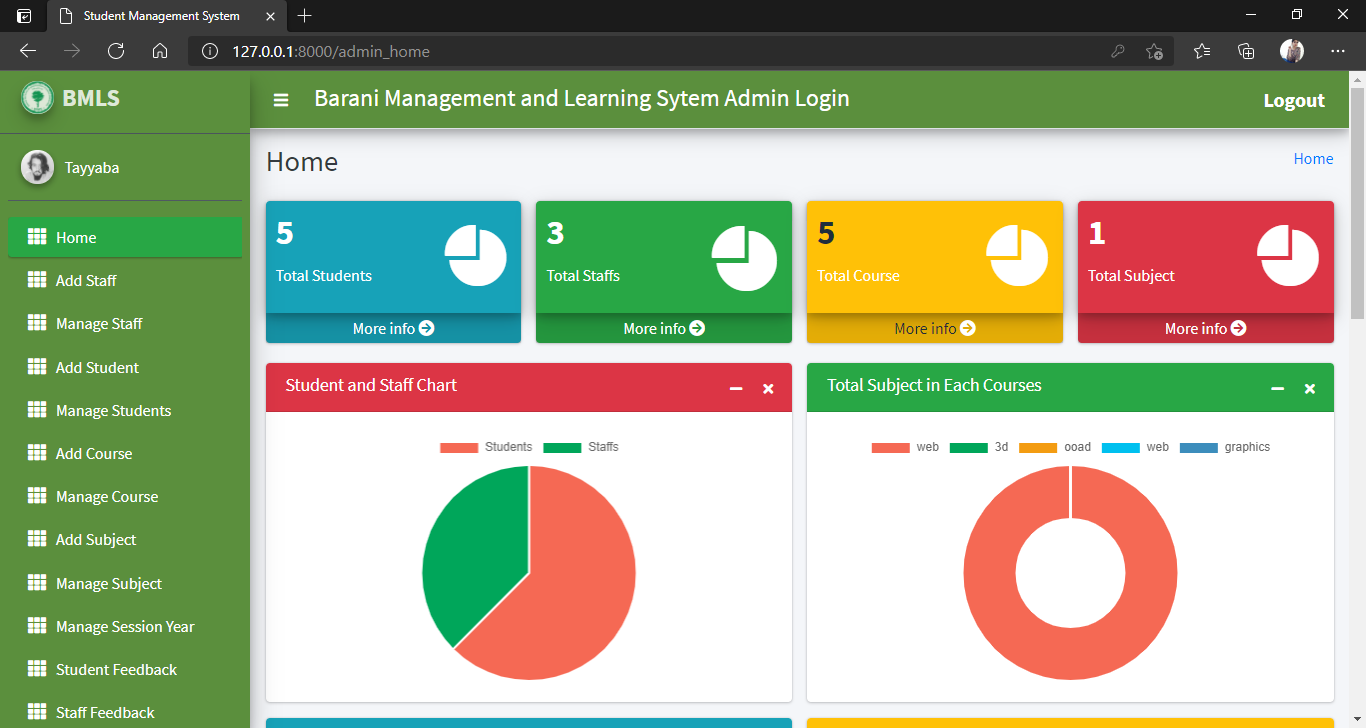 Student Management System
127.0.0.1:8000/admin_home
BMLS
Barani Management and Learning Sytem Admin Login
Logout
Tayyaba
Home
Add Staff
Manage Staff
Add Student
Manage Students
Add Course
Manage Course
Add Subject
Manage Subject
Manage Session Year
Student Feedback
Staff Feedback
Home
Home
5
Total Students
More info
3
Total Staffs
More info
5
Total Course
More info
1
Total Subject
More info
Student and Staff Chart
Students Staffs
Total Subject in Each Courses
web 3d ooad web graphics